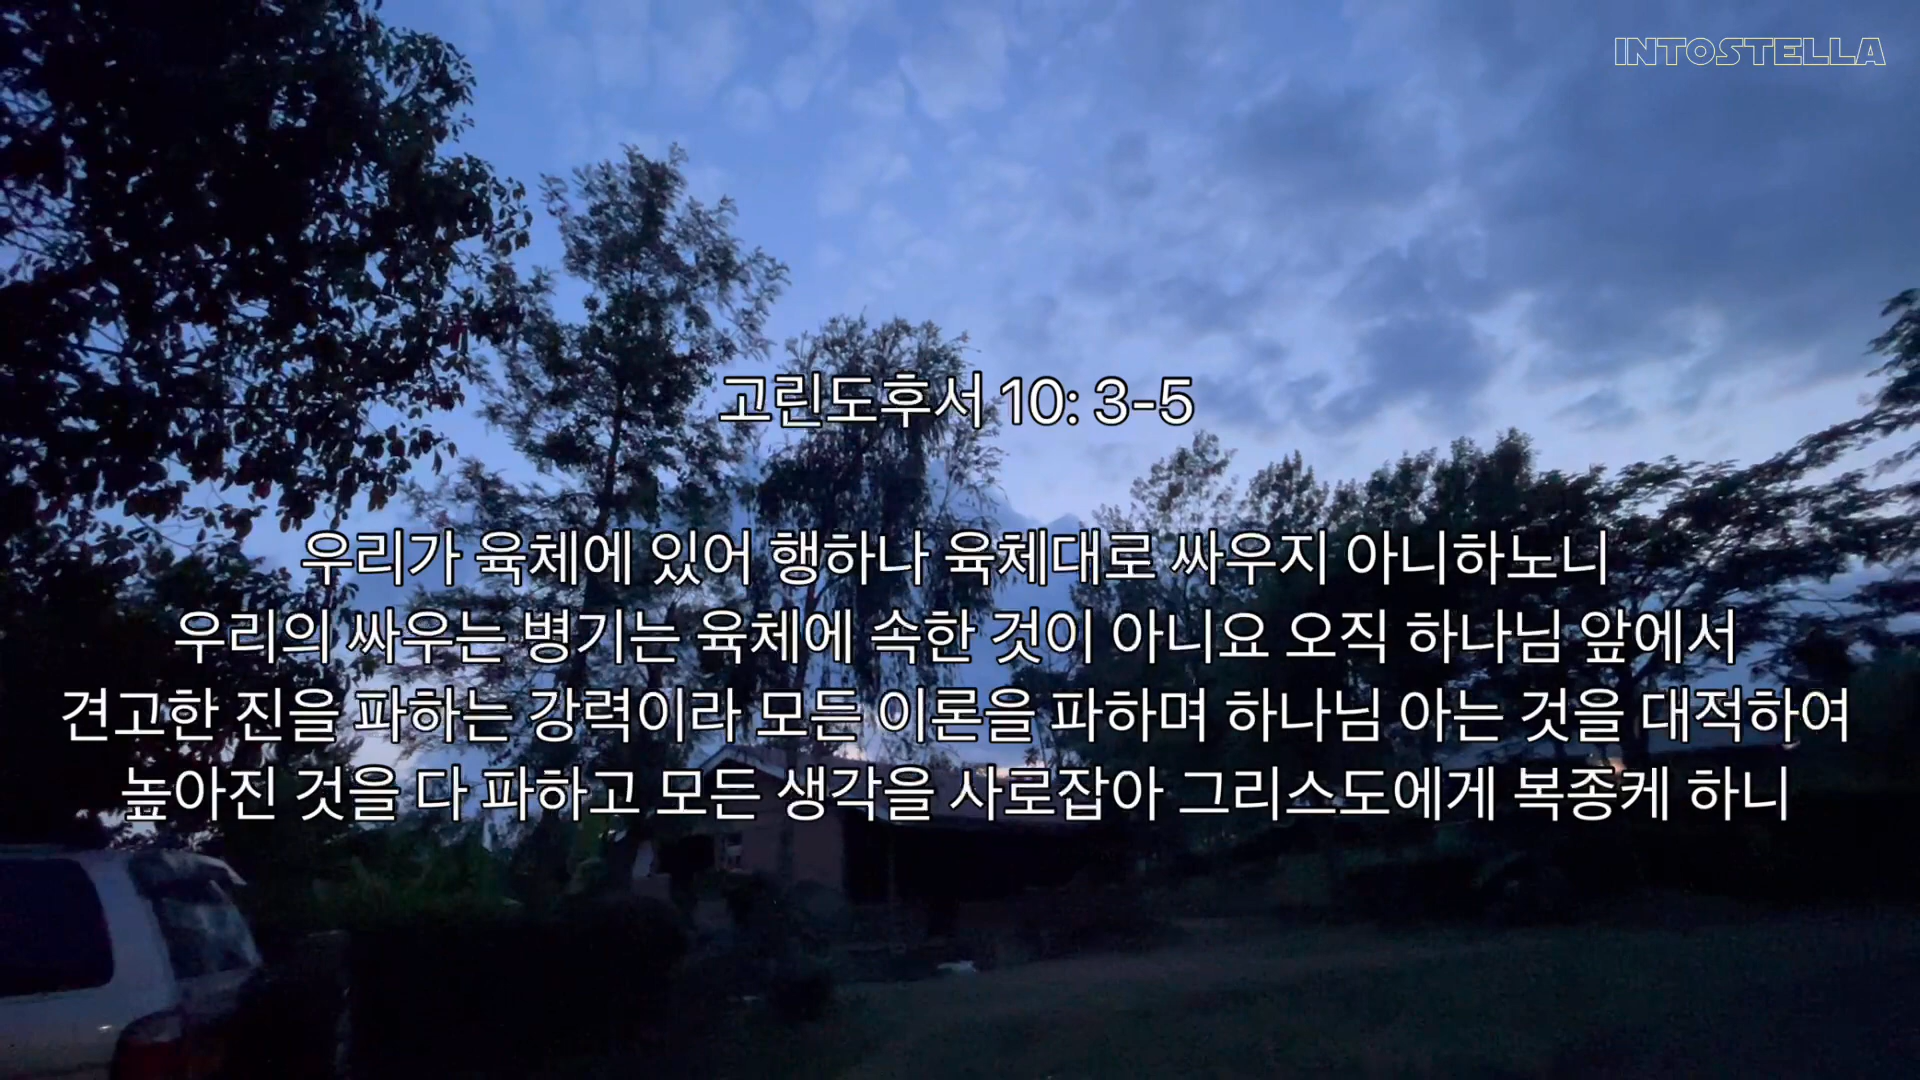 INTOSTELLA
고린도후서 10: 3-5
우리가 육체에 있어 행하나 육체대로 싸우지 아니하노니
우리의 싸우는 병기는 육체에 속한 것이 아니요 오직 하나님 앞에서
견고한 진을 파하는 강력이라 모든 이론을 파하며 하나님 아는 것을 대적하여
높아진 것을 다 파하고 모든 생각을 사로잡아 그리스도에게 복종케 하니